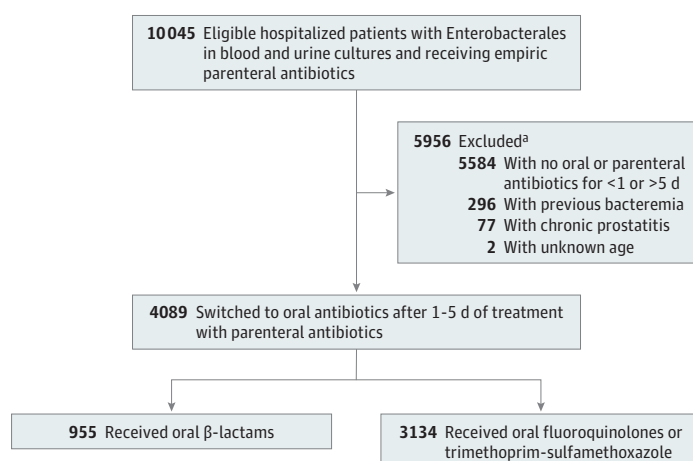 10045 Eligible hospitalized patients with Enterobacterales
in blood and urine cultures and receiving empiric
parenteral antibiotics
5956 Excludedᵃ
5584 With no oral or parenteral
antibiotics for <1 or >5 d
296 With previous bacteremia
77 With chronic prostatitis
2 With unknown age
4089 Switched to oral antibiotics after 1-5 d of treatment
with parenteral antibiotics
955 Received oral β-lactams
3134 Received oral fluoroquinolones or
trimethoprim-sulfamethoxazole